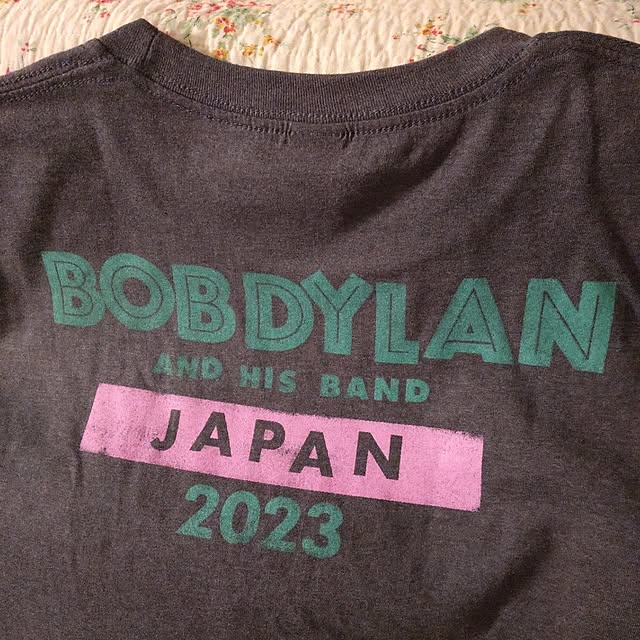 BOB DYLAN
AND HIS BAND
JAPAN
2023